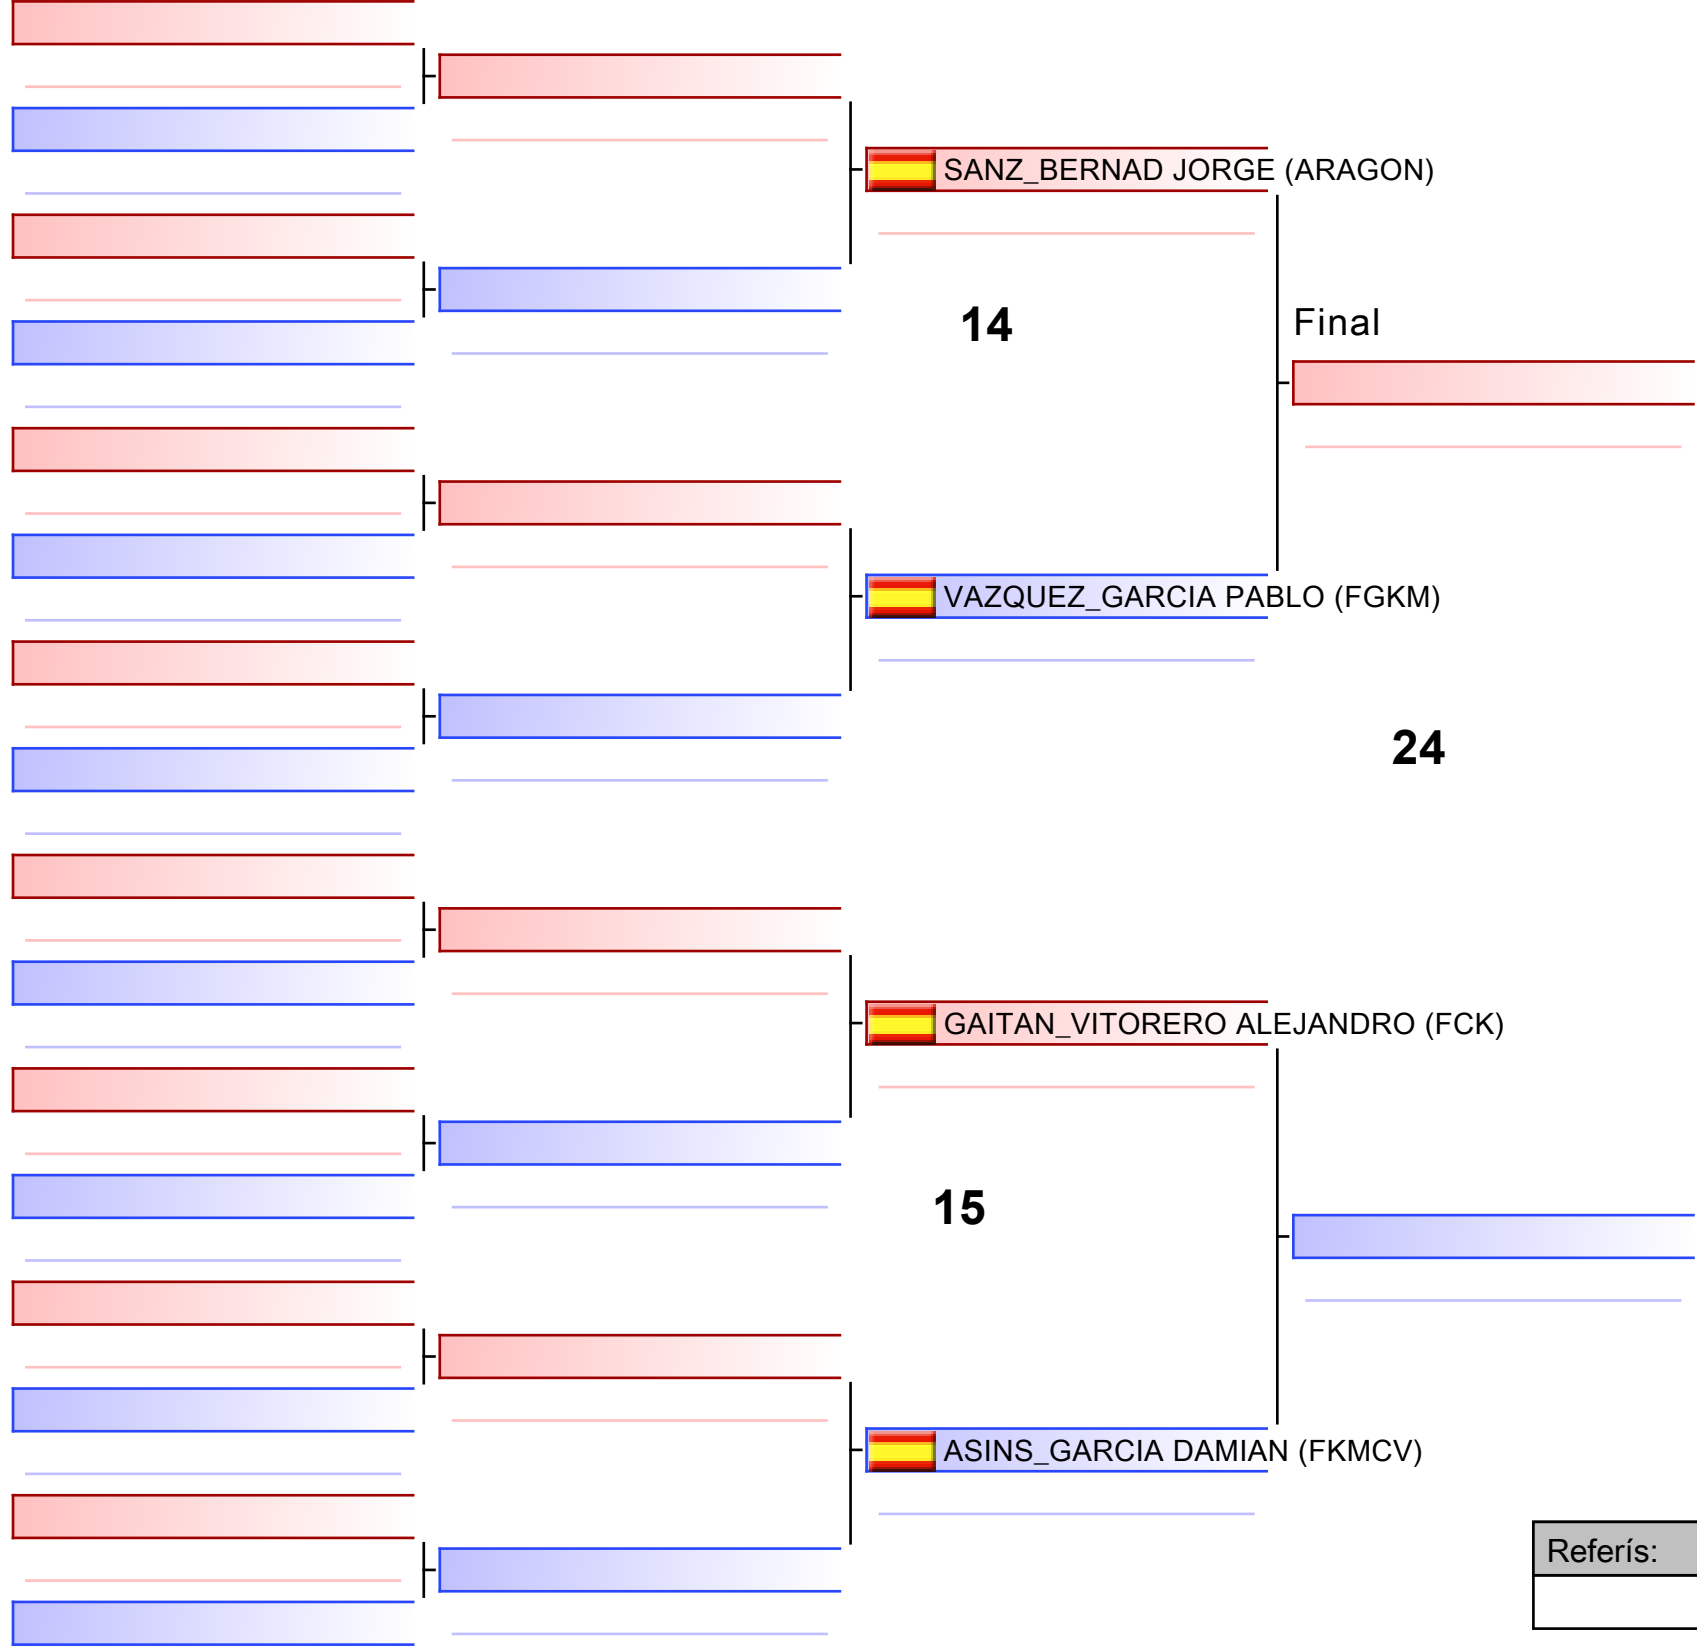 SANZ_BERNAD JORGE (ARAGON)
14
Final
VAZQUEZ_GARCIA PABLO (FGKM)
24
GAITAN_VITORERO ALEJANDRO (FCK)
15
ASINS_GARCIA DAMIAN (FKMCV)
Referís: